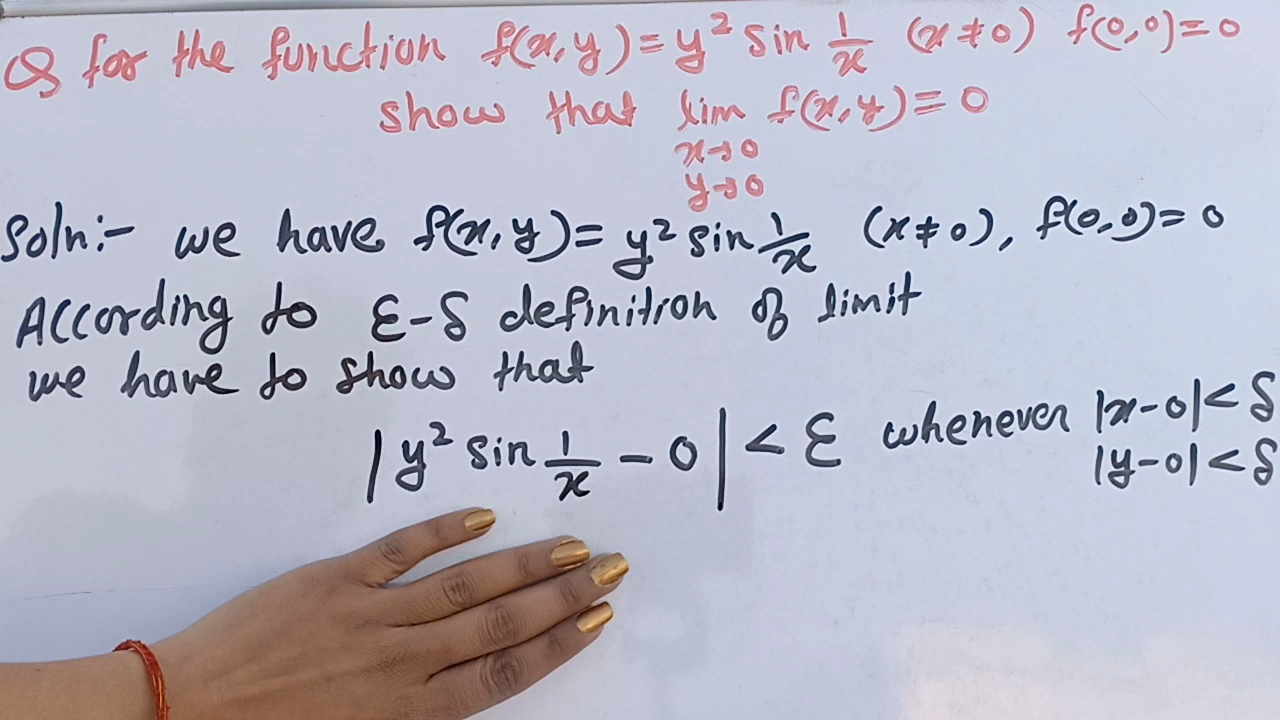 Q for the function f(x,y)=y² sin 1/x (x≠0) f(0,0)=0
show that lim f(x,y)=0
x→0
y→0
Soln:- we have f(x,y)= y² sin 1/x (x≠0), f(0,0)=0
According to ε-δ definition of limit
we have to show that
|y² sin 1/x - 0| < ε whenever |x-0|<δ
|y-0|<δ